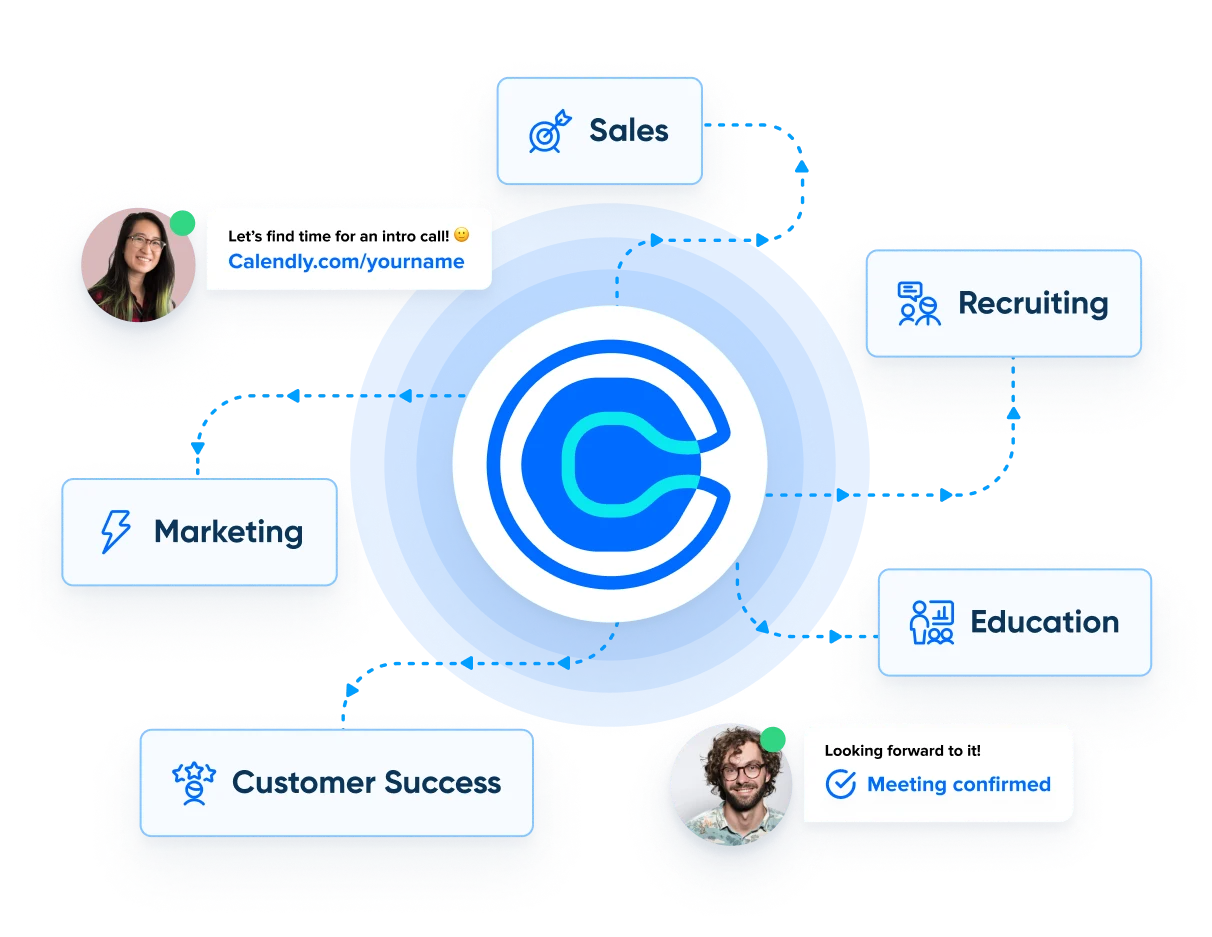 Sales
Let's find time for an intro call! 🙂
Calendly.com/yourname
Recruiting
Marketing
Education
Customer Success
Looking forward to it!
Meeting confirmed